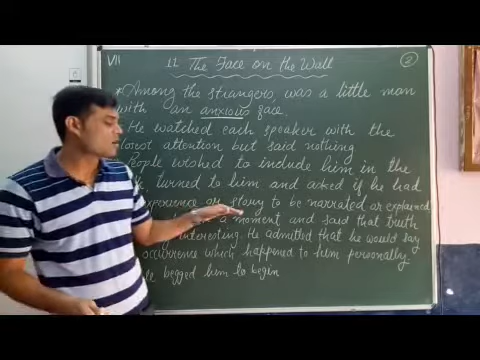 VII 11 The Face on the Wall 2
* Among the strangers, was a little man
with an anxious face.
He watched each speaker with the
closest attention but said nothing
People wished to include him in the
turned to him and asked if he had
experience or story to be narrated or explained
a moment and said that truth
interesting. He admitted that he would say
occurrence which happened to him personally
begged him to begin